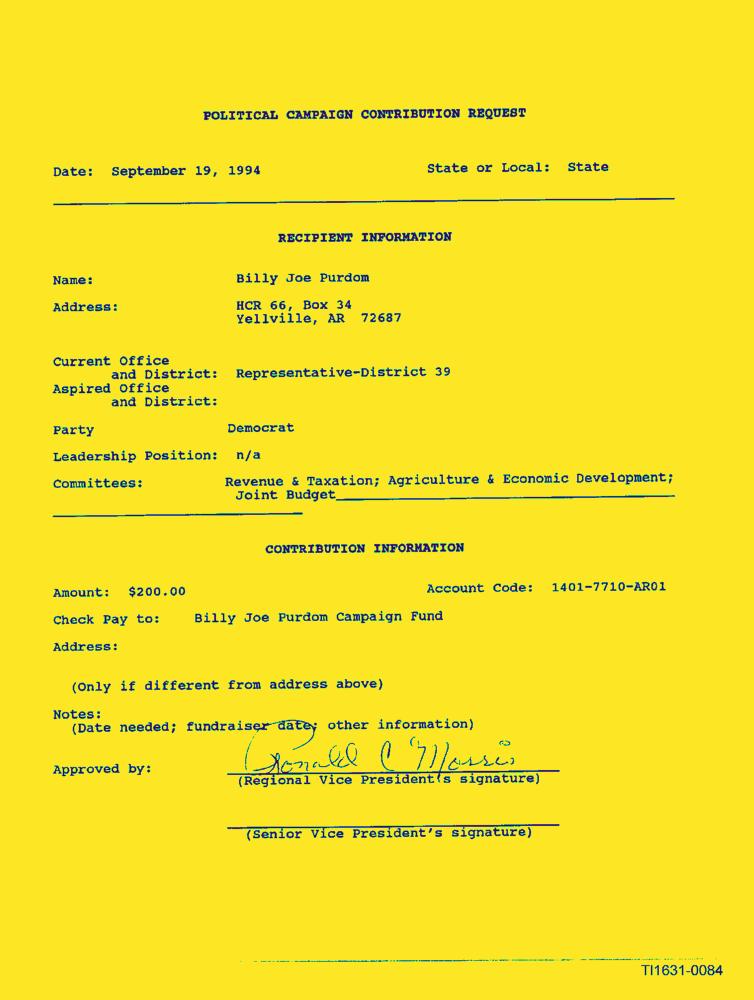 POLITICAL CAMPAIGN CONTRIBUTION REQUEST
Date: September 19, 1994 State or Local: State
RECIPIENT INFORMATION
Name: Billy Joe Purdom
Address: HCR 66, Box 34
Yellville, AR 72687
Current Office
and District: Representative-District 39
Aspired Office
and District:
Party Democrat
Leadership Position: n/a
Committees: Revenue & Taxation; Agriculture & Economic Development;
Joint Budget
CONTRIBUTION INFORMATION
Amount: $200.00 Account Code: 1401-7710-AR01
Check Pay to: Billy Joe Purdom Campaign Fund
Address:
(Only if different from address above)
Notes:
(Date needed; fundraiser date; other information)
Approved by: Ronald C Morris
(Regional Vice President's signature)
(Senior Vice President's signature)
TI1631-0084